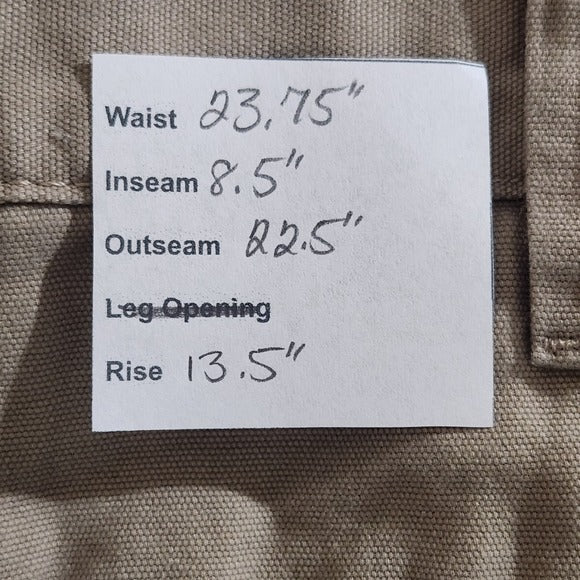 Waist 23.75"
Inseam 8.5"
Outseam 22.5"
Leg Opening
Rise 13.5"